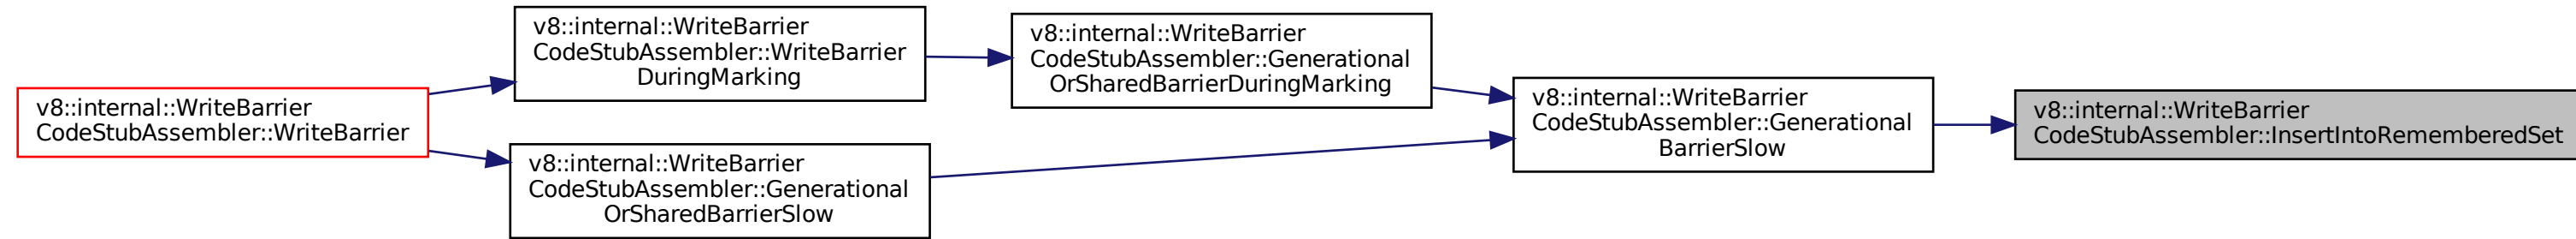 v8::internal::WriteBarrier
CodeStubAssembler::WriteBarrier
v8::internal::WriteBarrier
CodeStubAssembler::WriteBarrier
DuringMarking
v8::internal::WriteBarrier
CodeStubAssembler::Generational
OrSharedBarrierSlow
v8::internal::WriteBarrier
CodeStubAssembler::Generational
OrSharedBarrierDuringMarking
v8::internal::WriteBarrier
CodeStubAssembler::Generational
BarrierSlow
v8::internal::WriteBarrier
CodeStubAssembler::InsertIntoRememberedSet